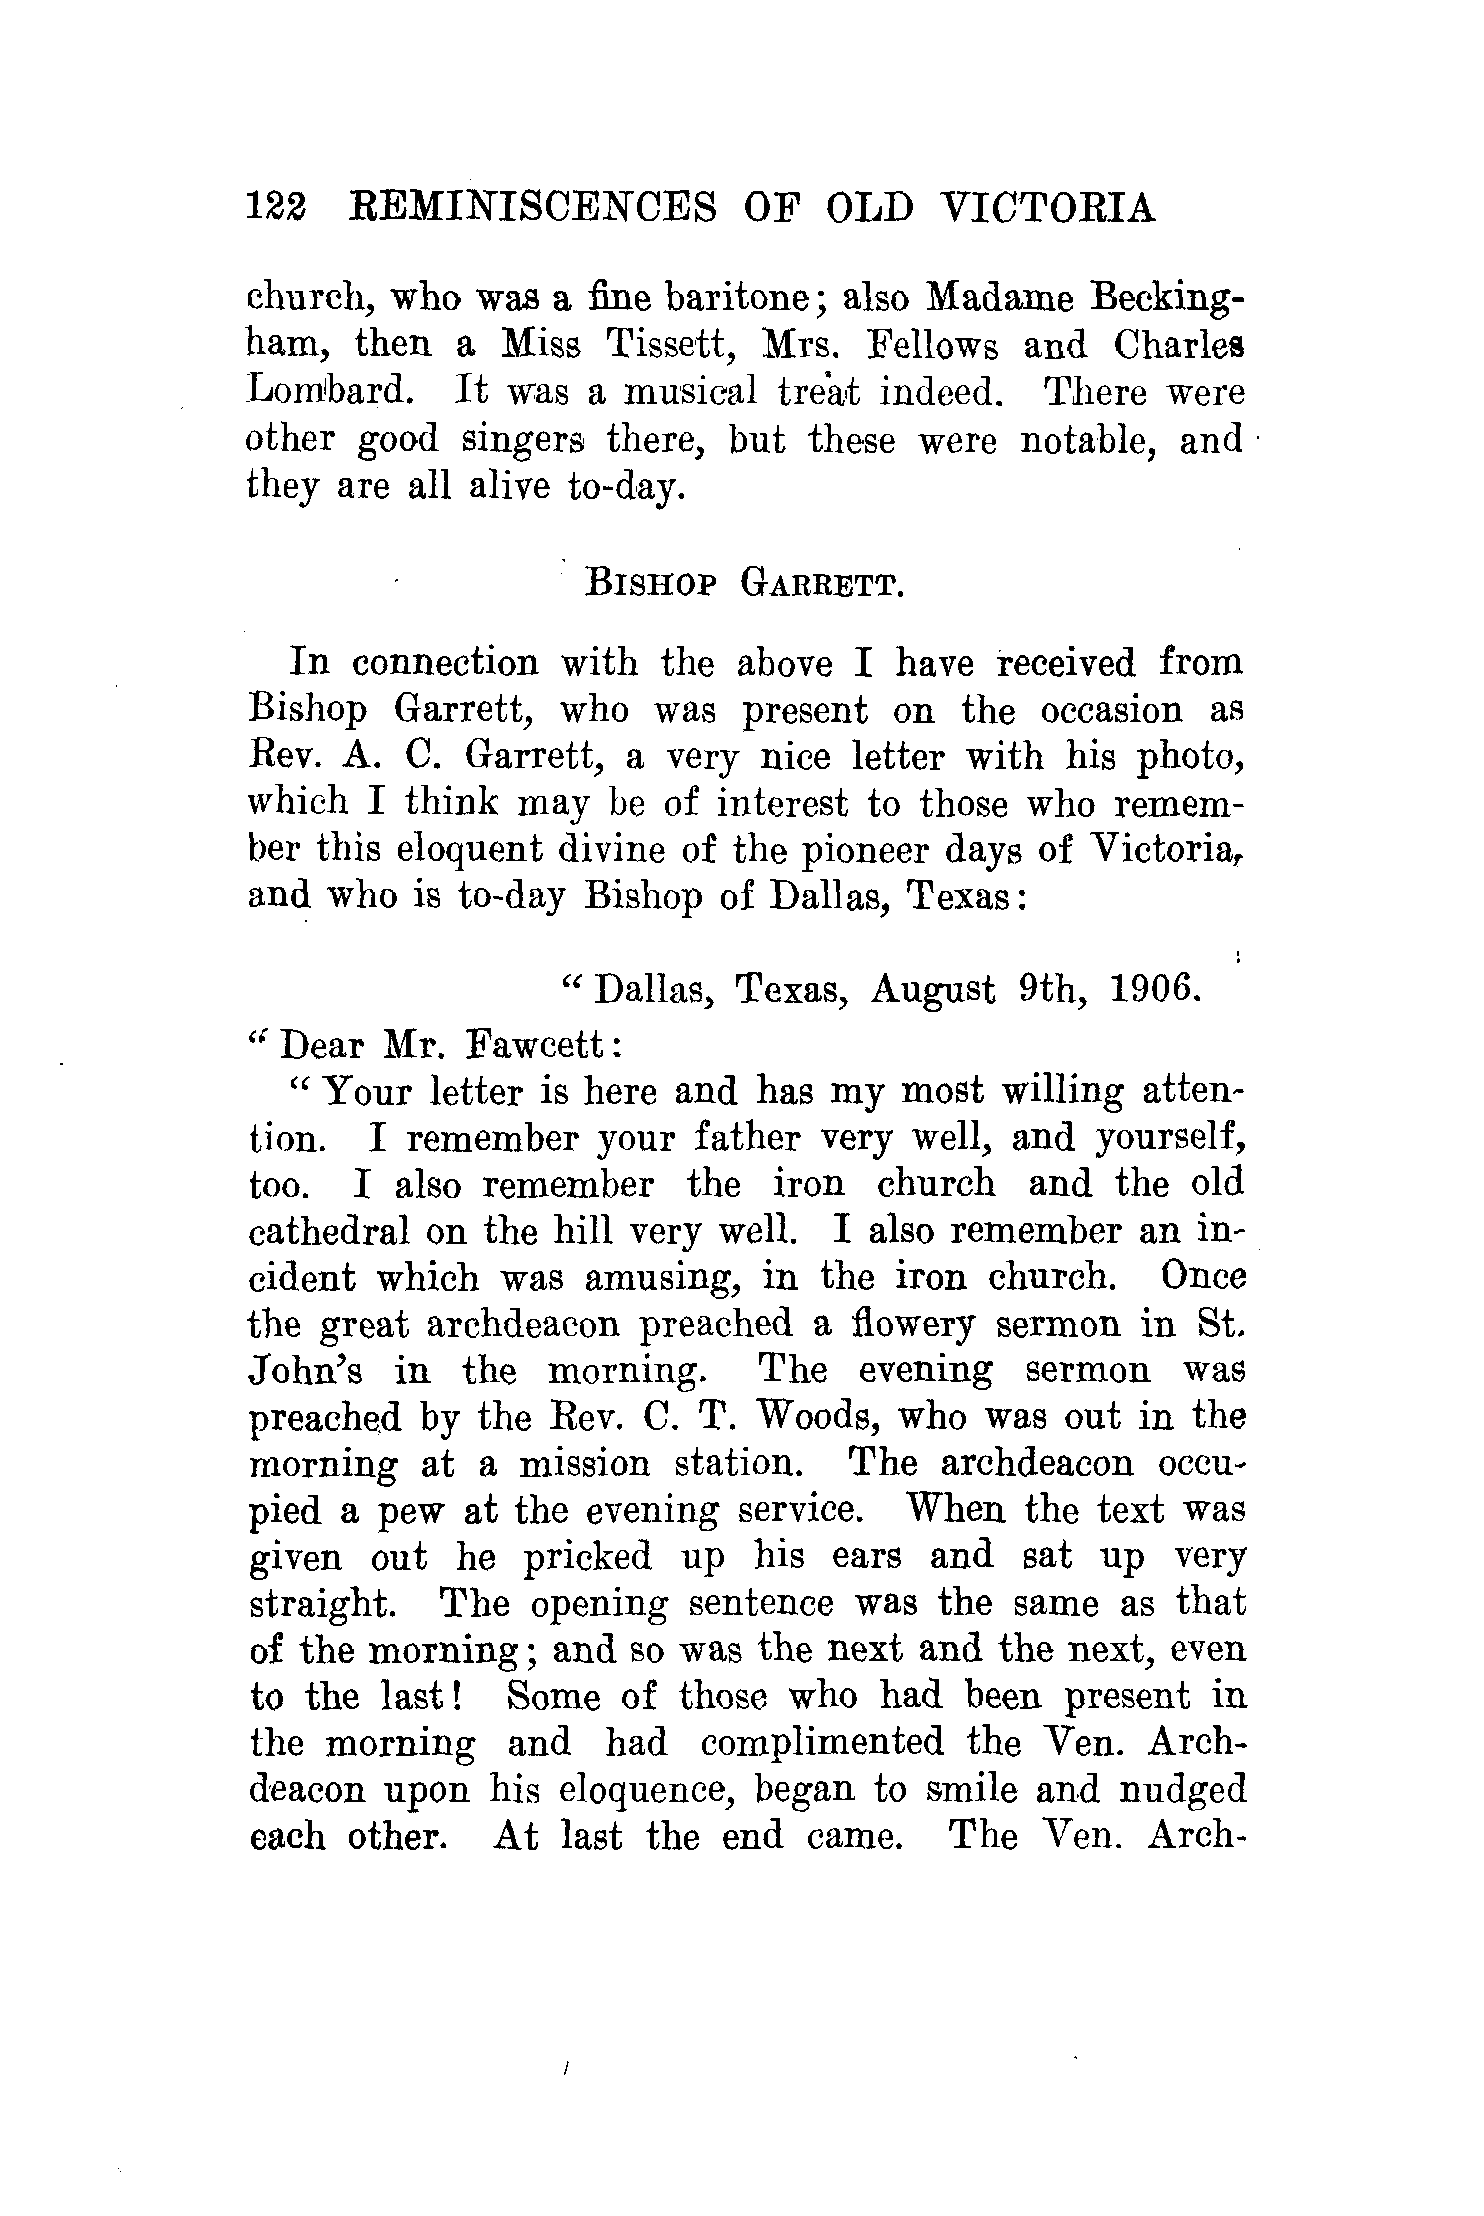 122 REMINISCENCES OF OLD VICTORIA
church, who was a fine baritone; also Madame Becking-
ham, then a Miss Tissett, Mrs. Fellows and Charles
Lombard. It was a musical treat indeed. There were
other good singers there, but these were notable, and
they are all alive to-day.
BISHOP GARRETT.
In connection with the above I have received from
Bishop Garrett, who was present on the occasion as
Rev. A. C. Garrett, a very nice letter with his photo,
which I think may be of interest to those who remem-
ber this eloquent divine of the pioneer days of Victoria,
and who is to-day Bishop of Dallas, Texas:
“ Dallas, Texas, August 9th, 1906.
“ Dear Mr. Fawcett:
“ Your letter is here and has my most willing atten-
tion. I remember your father very well, and yourself,
too. I also remember the iron church and the old
cathedral on the hill very well. I also remember an in-
cident which was amusing, in the iron church. Once
the great archdeacon preached a flowery sermon in St.
John’s in the morning. The evening sermon was
preached by the Rev. C. T. Woods, who was out in the
morning at a mission station. The archdeacon occu-
pied a pew at the evening service. When the text was
given out he pricked up his ears and sat up very
straight. The opening sentence was the same as that
of the morning; and so was the next and the next, even
to the last! Some of those who had been present in
the morning and had complimented the Ven. Arch-
deacon upon his eloquence, began to smile and nudged
each other. At last the end came. The Ven. Arch-